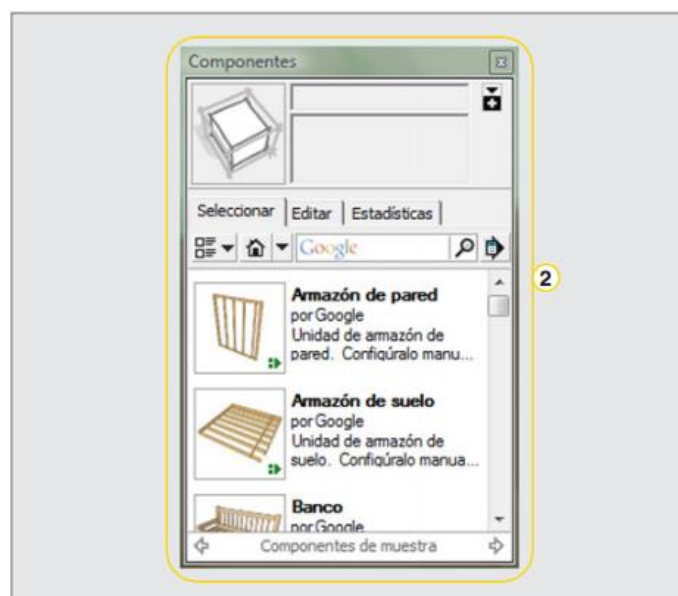 Componentes
Seleccionar Editar Estadísticas
Google
Armazón de pared
por Google
Unidad de armazón de
pared. Configúralo manu...
Armazón de suelo
por Google
Unidad de armazón de
suelo. Configúralo manua...
Banco
por Google
Componentes de muestra
2